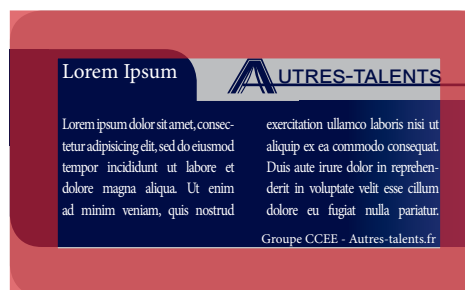 Lorem Ipsum
AUTRES-TALENTS
Lorem ipsum dolor sit amet, consec-
tetur adipisicing elit, sed do eiusmod
tempor incididunt ut labore et
dolore magna aliqua. Ut enim
ad minim veniam, quis nostrud
exercitation ullamco laboris nisi ut
aliquip ex ea commodo consequat.
Duis aute irure dolor in reprehen-
derit in voluptate velit esse cillum
dolore eu fugiat nulla pariatur.
Groupe CCEE - Autres-talents.fr